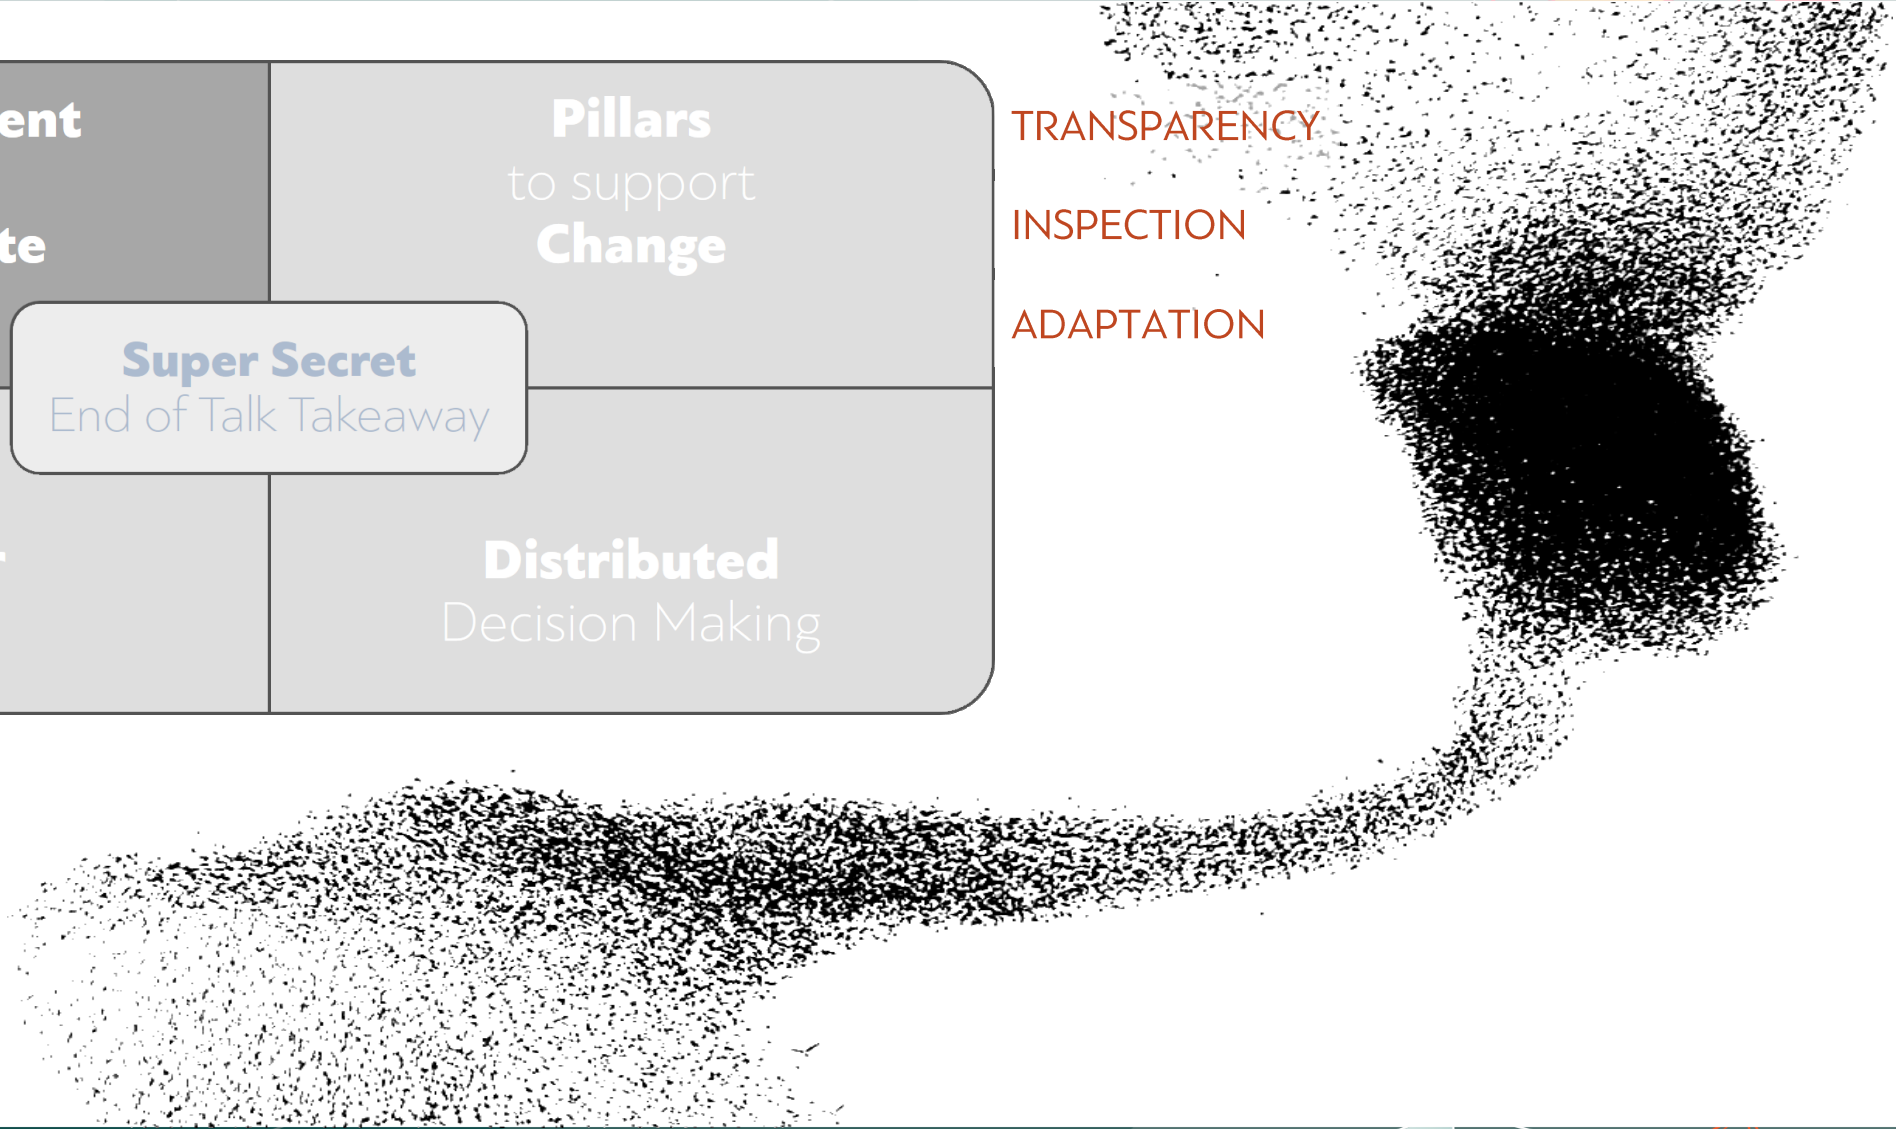 ent
te
Pillars
to support
Change
TRANSPARENCY
INSPECTION
ADAPTATION
Super Secret
End of Talk Takeaway
Distributed
Decision Making